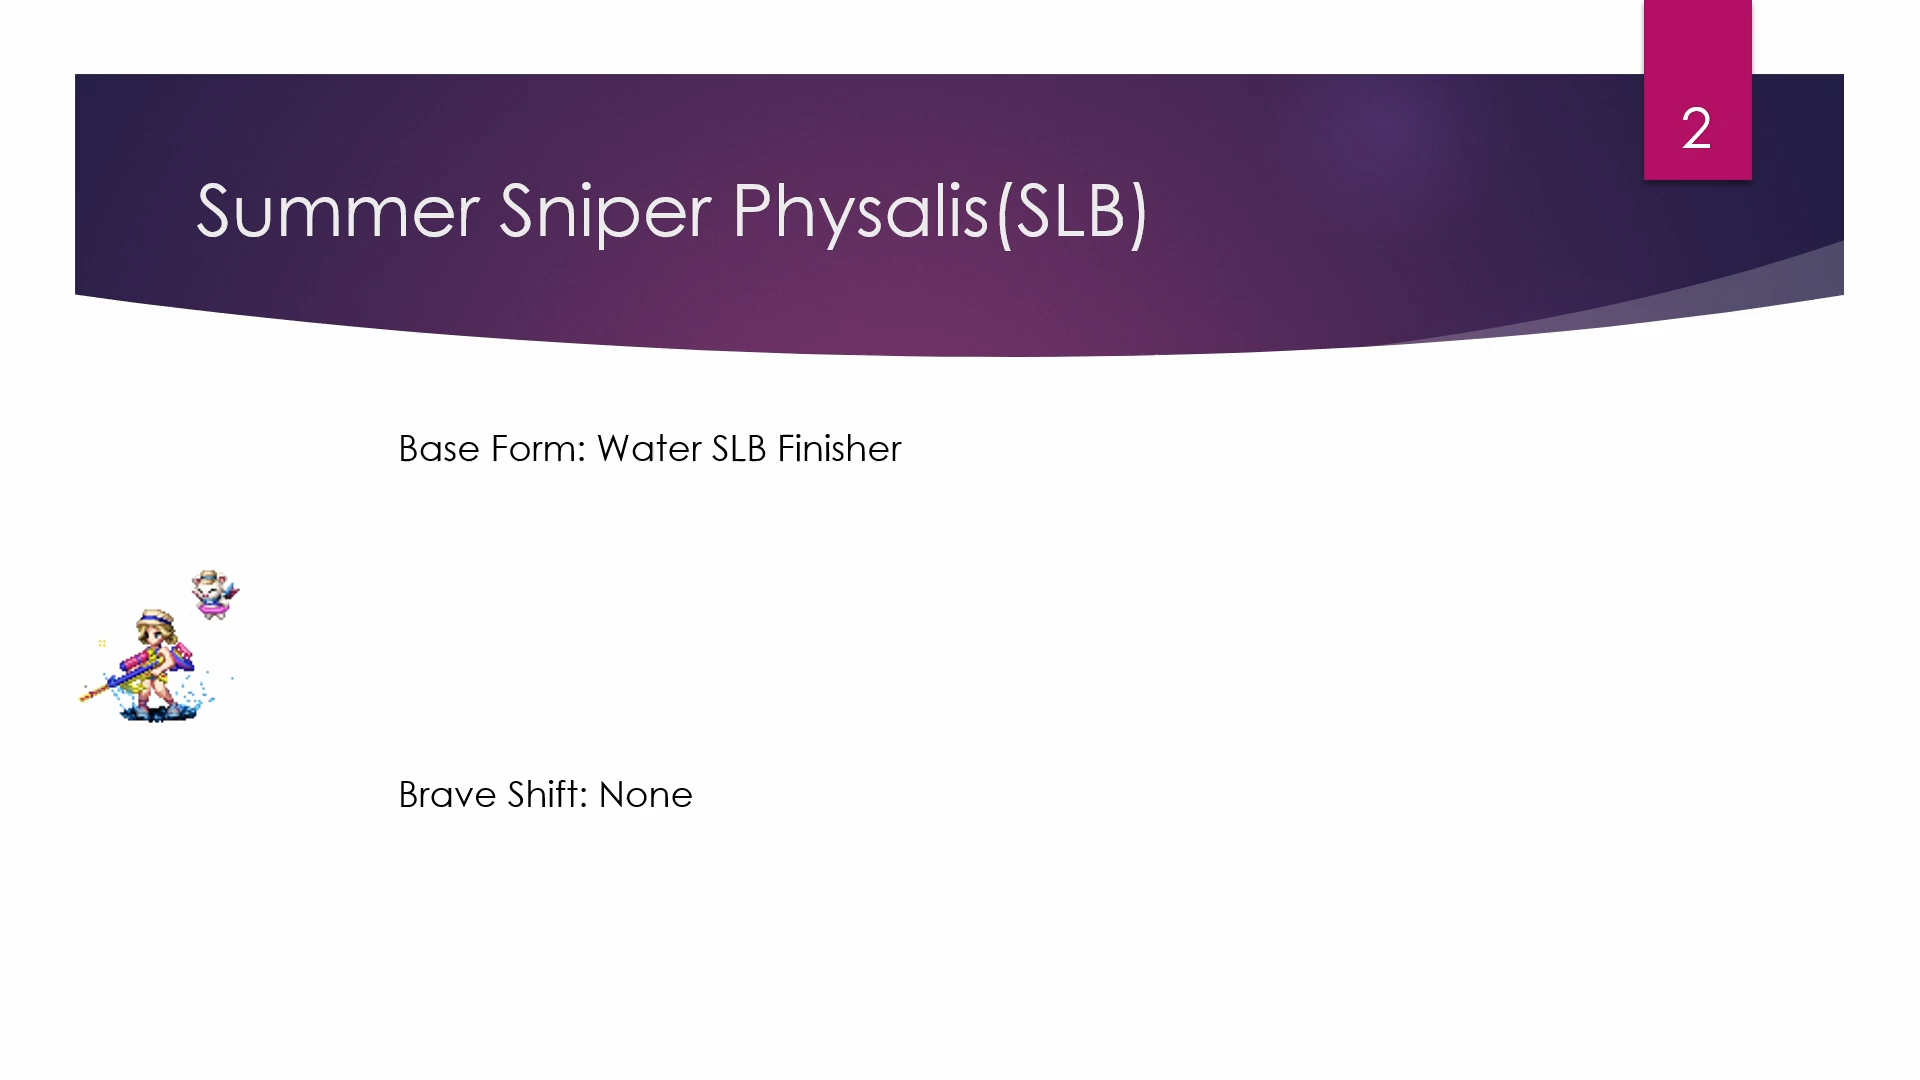 2
Summer Sniper Physalis(SLB)
Base Form: Water SLB Finisher
Brave Shift: None